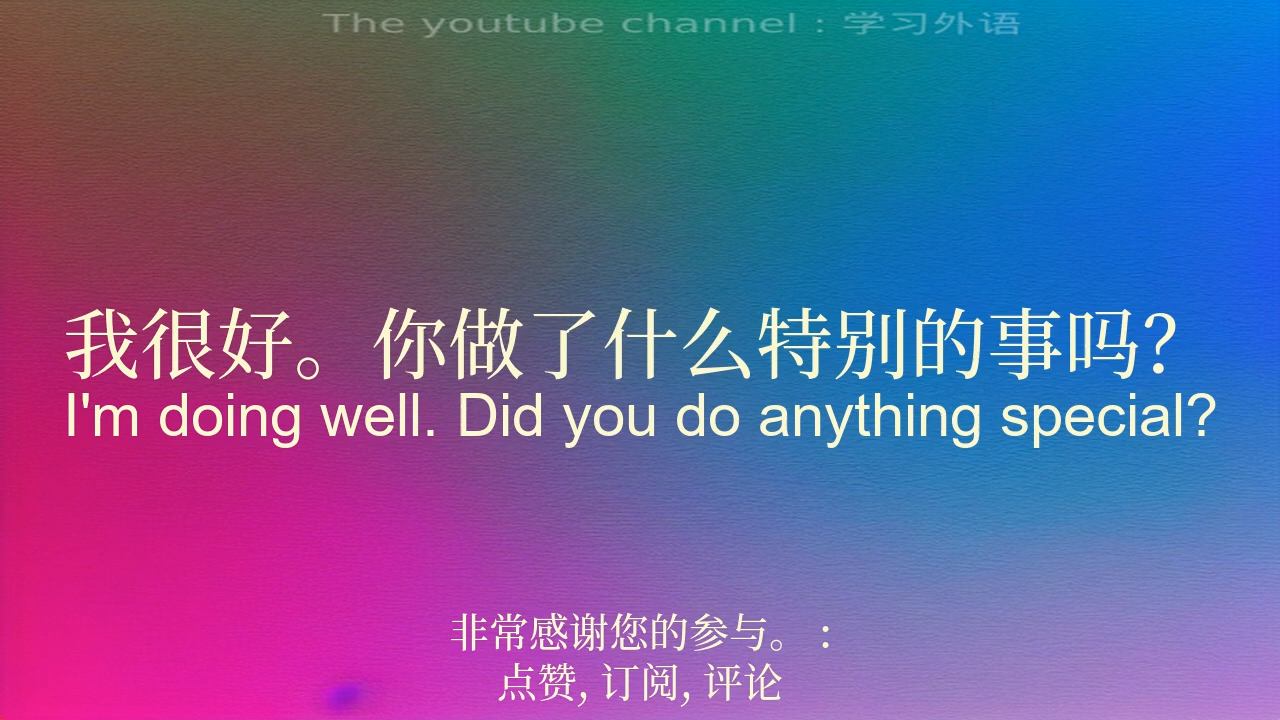 The youtube channel : 学习外语
我很好。你做了什么特别的事吗?
I'm doing well. Did you do anything special?
非常感谢您的参与。 :
点赞, 订阅, 评论